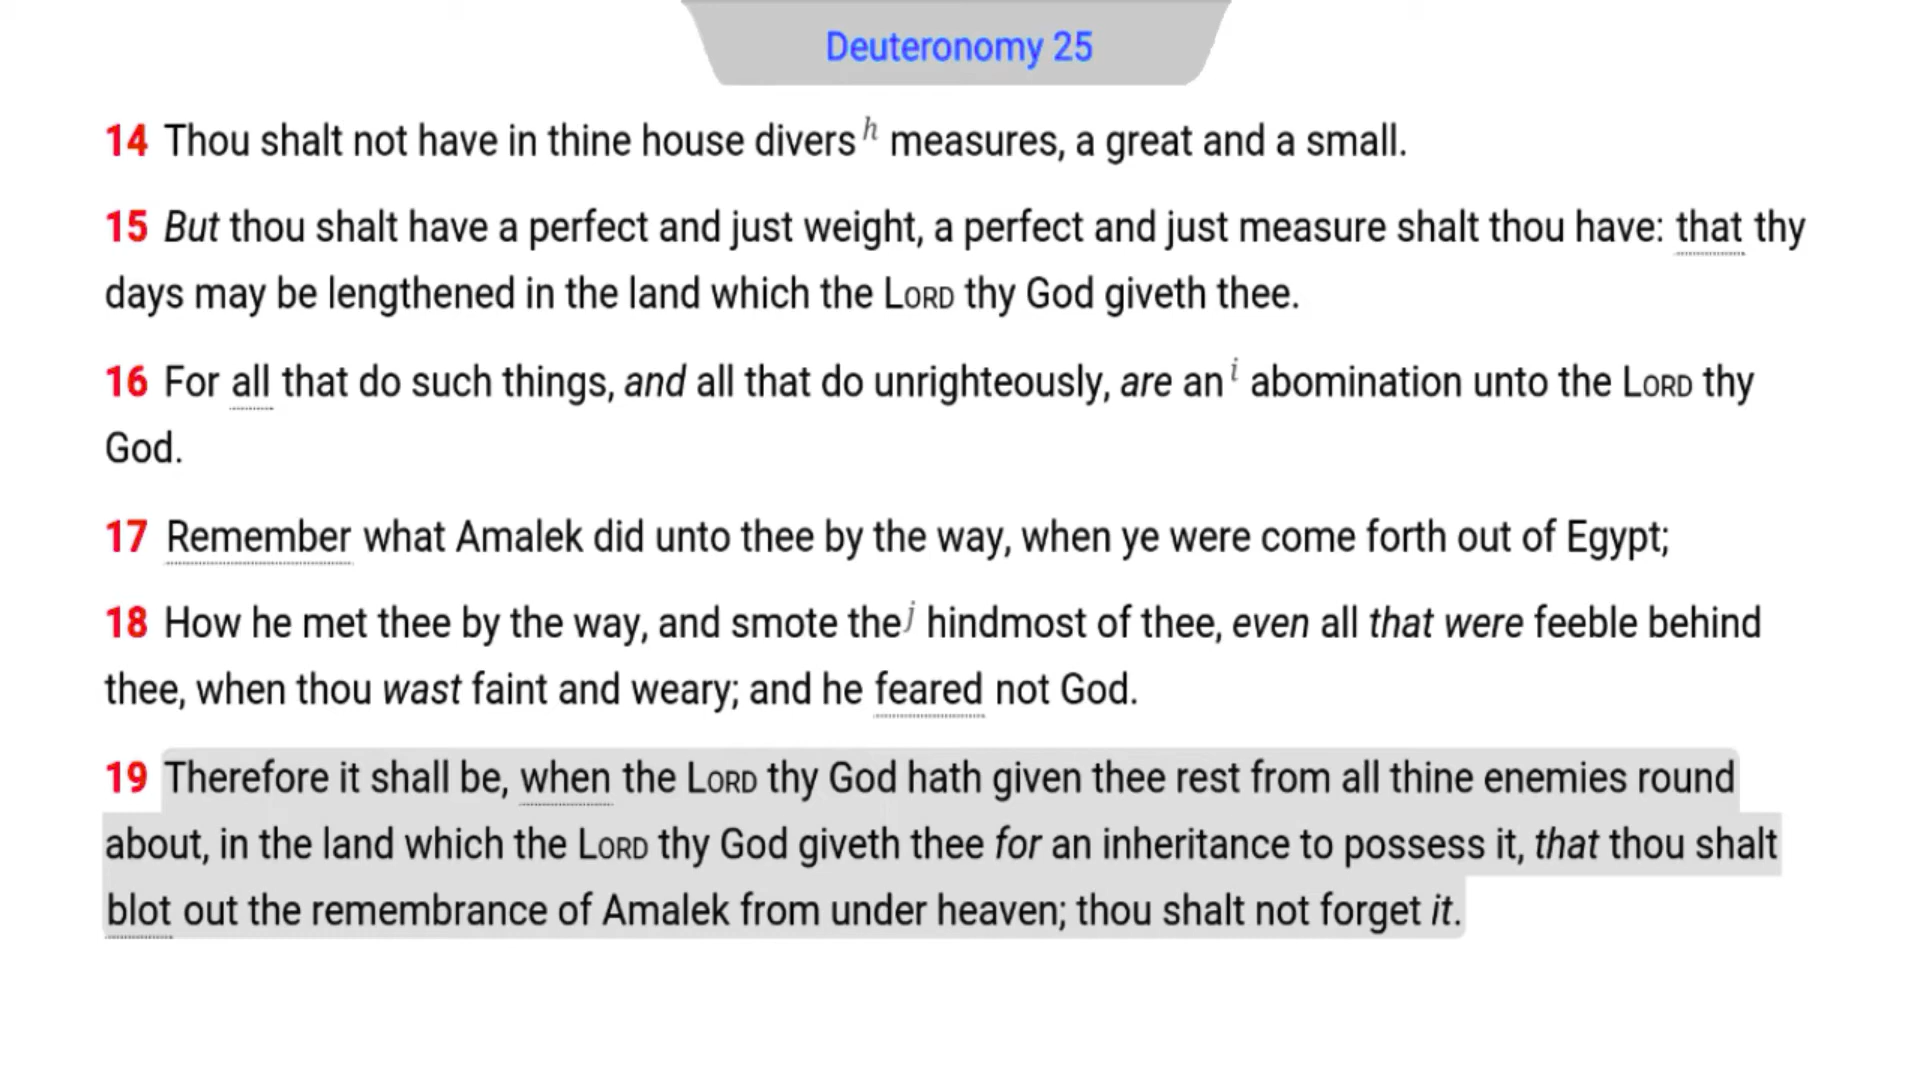 Deuteronomy 25
14 Thou shalt not have in thine house divers h measures, a great and a small.
15 But thou shalt have a perfect and just weight, a perfect and just measure shalt thou have: that thy
days may be lengthened in the land which the LORD thy God giveth thee.
16 For all that do such things, and all that do unrighteously, are an i abomination unto the LORD thy
God.
17 Remember what Amalek did unto thee by the way, when ye were come forth out of Egypt;
18 How he met thee by the way, and smote the j hindmost of thee, even all that were feeble behind
thee, when thou wast faint and weary; and he feared not God.
19 Therefore it shall be, when the LORD thy God hath given thee rest from all thine enemies round
about, in the land which the LORD thy God giveth thee for an inheritance to possess it, that thou shalt
blot out the remembrance of Amalek from under heaven; thou shalt not forget it.